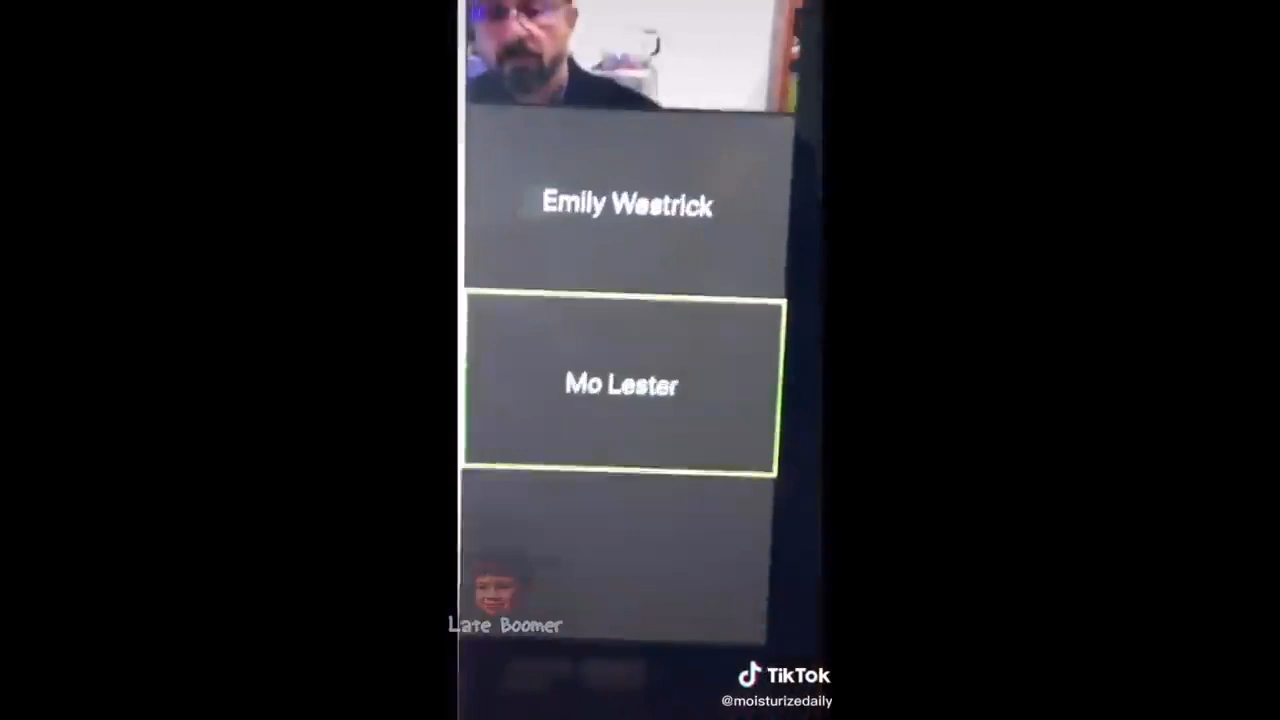 Emily Westrick
Mo Lester
Late Boomer
TikTok
@moisturizedaily